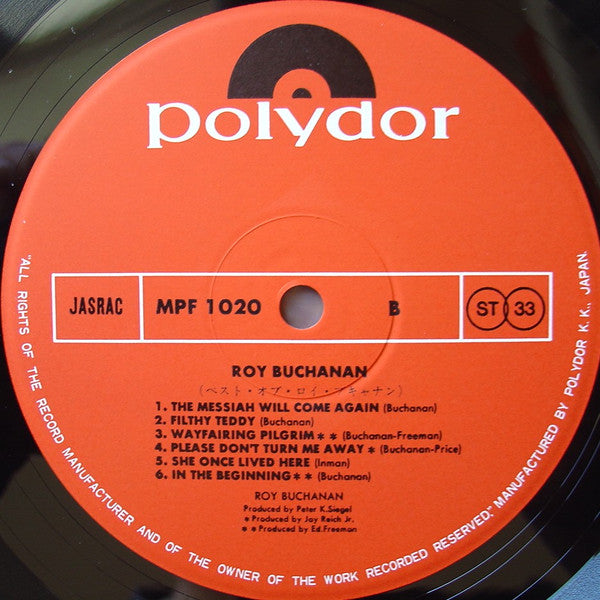 polydor
JASRAC MPF 1020 B ST 33
ROY BUCHANAN
(ベスト・オブ・ロイ・ブキャナン)
1. THE MESSIAH WILL COME AGAIN (Buchanan)
2. FILTHY TEDDY (Buchanan)
3. WAYFAIRING PILGRIM ** (Buchanan-Freeman)
4. PLEASE DON'T TURN ME AWAY * (Buchanan-Price)
5. SHE ONCE LIVED HERE (Inman)
6. IN THE BEGINNING ** (Buchanan)
ROY BUCHANAN
Produced by Peter K.Siegel
* Produced by Jay Reich Jr.
** Produced by Ed.Freeman
"ALL RIGHTS OF THE RECORD MANUFACTURER AND OF THE OWNER OF THE WORK RECORDED RESERVED." MANUFACTURED BY POLYDOR K.K., JAPAN